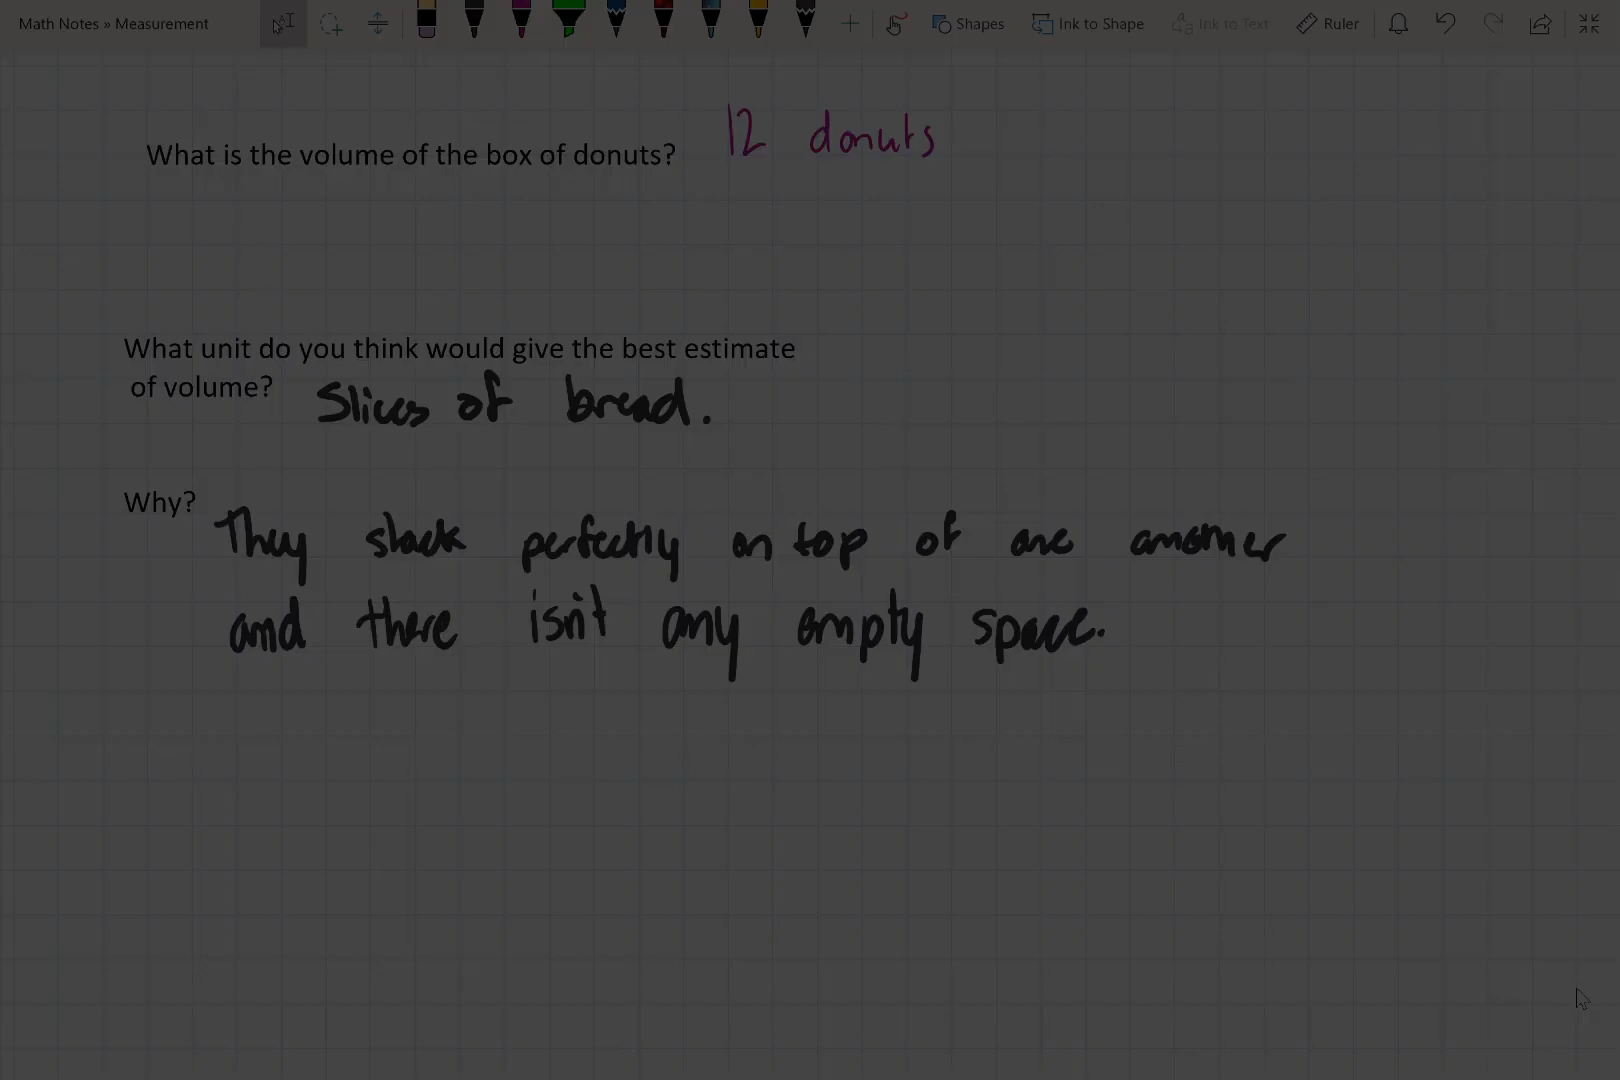 Math Notes » Measurement
Shapes
Ink to Shape
Ink to Text
Ruler
What is the volume of the box of donuts? 12 donuts
What unit do you think would give the best estimate
of volume? Slices of bread.
Why? They stack perfectly on top of one another
and there isn't any empty space.